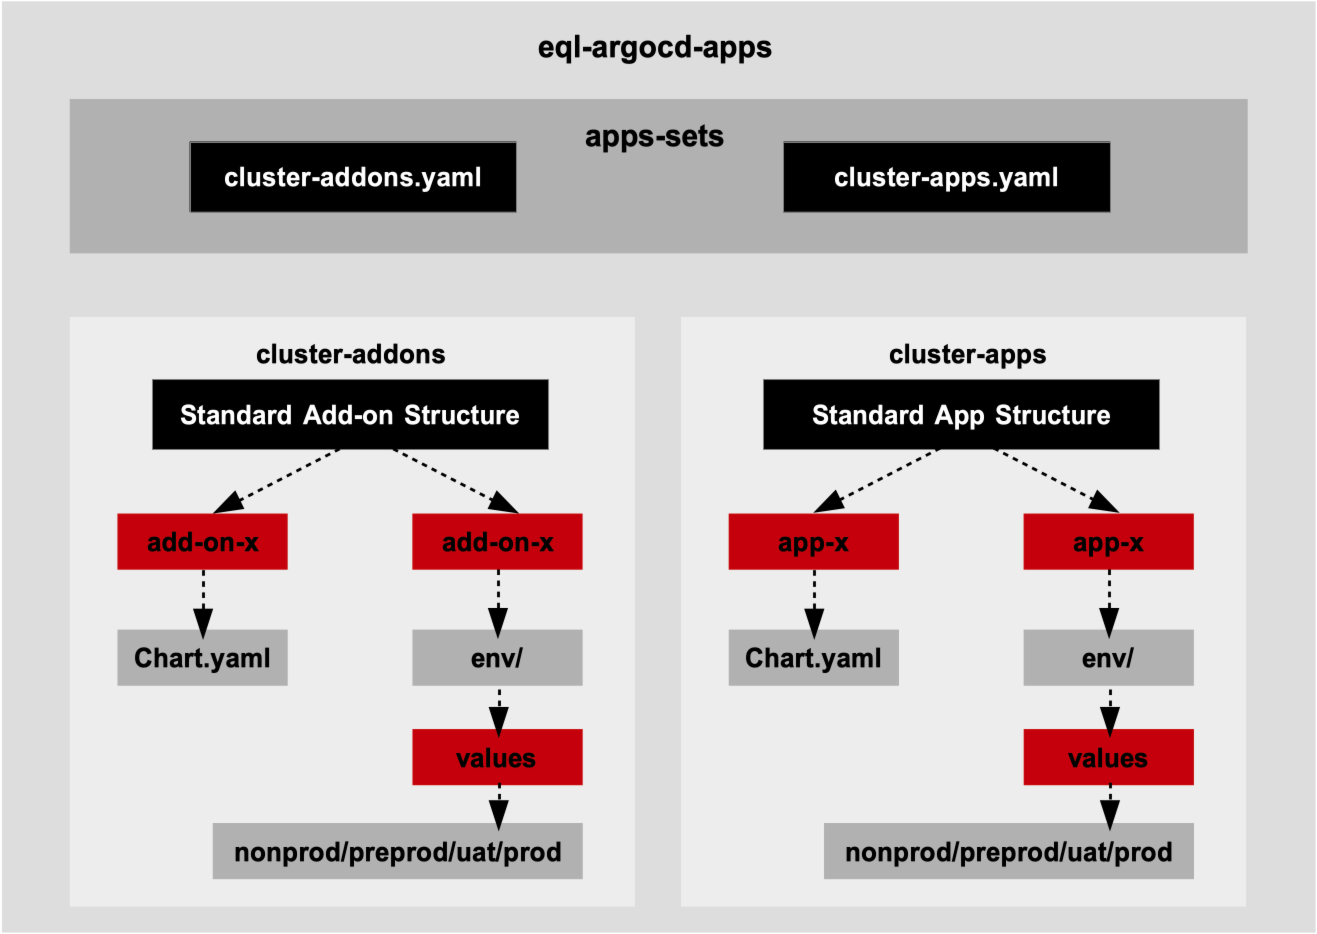 eql-argocd-apps
apps-sets
cluster-addons.yaml
cluster-apps.yaml
cluster-addons
Standard Add-on Structure
add-on-x
add-on-x
Chart.yaml
env/
values
nonprod/preprod/uat/prod
cluster-apps
Standard App Structure
app-x
app-x
Chart.yaml
env/
values
nonprod/preprod/uat/prod